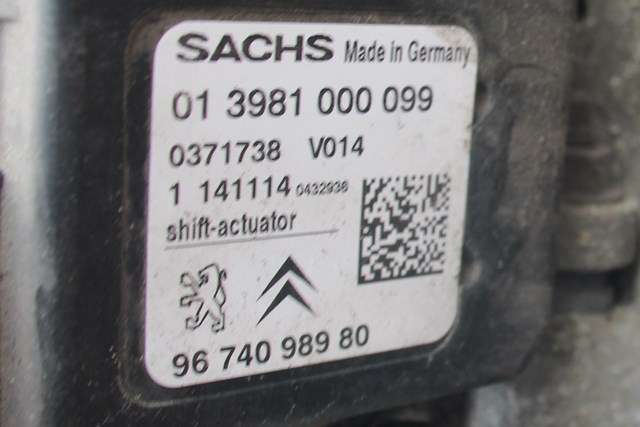 SACHS Made in Germany
01 3981 000 099
0371738 V014
1 141114 0432936
shift-actuator
96 740 989 80